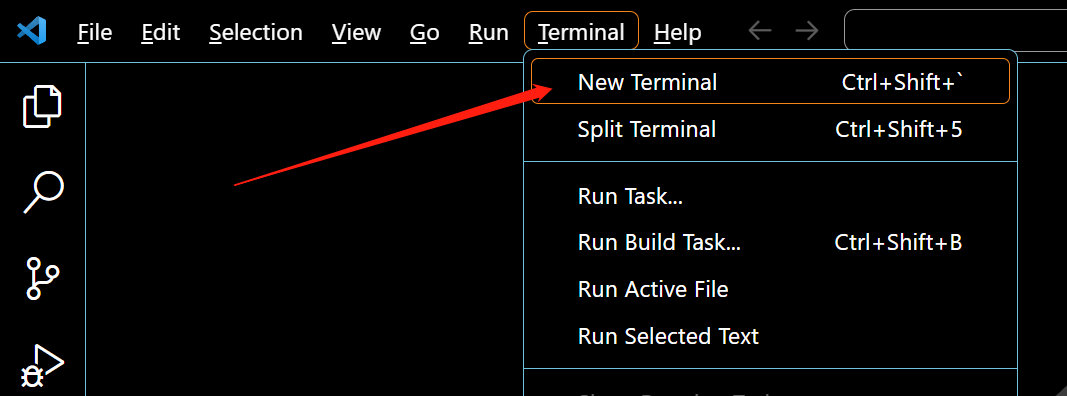 File Edit Selection View Go Run Terminal Help
New Terminal Ctrl+Shift+`
Split Terminal Ctrl+Shift+5
Run Task...
Run Build Task... Ctrl+Shift+B
Run Active File
Run Selected Text